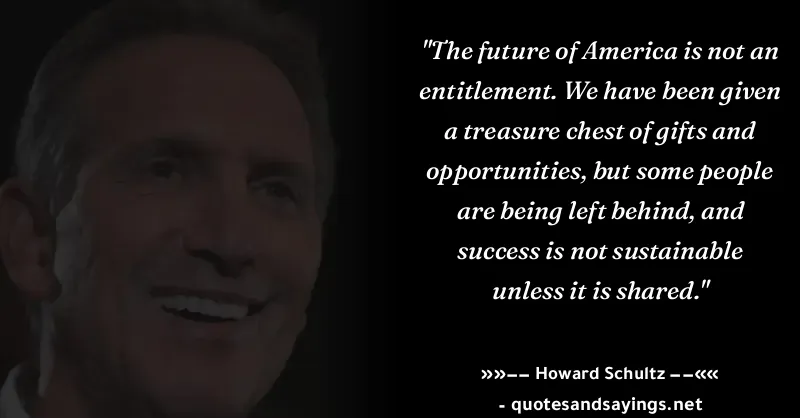 "The future of America is not an
entitlement. We have been given
a treasure chest of gifts and
opportunities, but some people
are being left behind, and
success is not sustainable
unless it is shared."
»»−− Howard Schultz −−««
- quotesandsayings.net